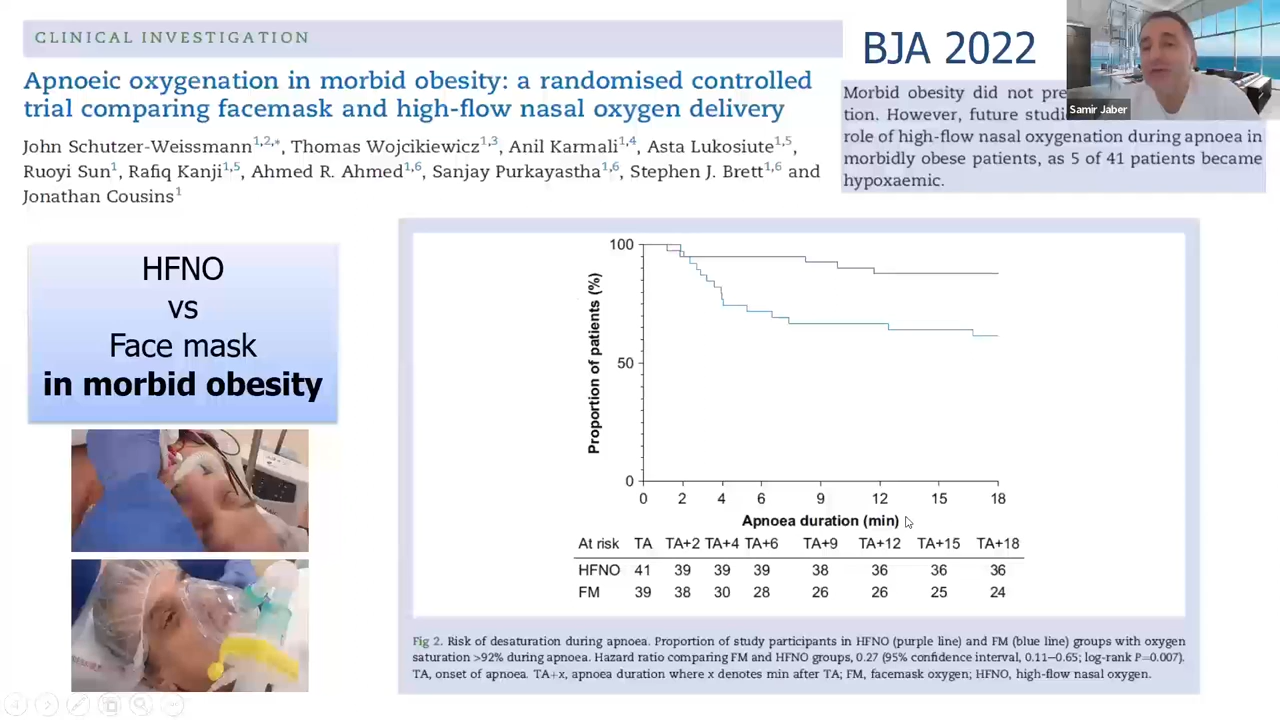 CLINICAL INVESTIGATION
Apnoeic oxygenation in morbid obesity: a randomised controlled
trial comparing facemask and high-flow nasal oxygen delivery
John Schutzer-Weissmann1,2,*, Thomas Wojcikiewicz1,3, Anil Karmali1,4, Asta Lukosiute1,5,
Ruoyi Sun1, Rafiq Kanji1,5, Ahmed R. Ahmed1,6, Sanjay Purkayastha1,6, Stephen J. Brett1,6 and
Jonathan Cousins1
BJA 2022
Morbid obesity did not pre
tion. However, future studi
role of high-flow nasal oxygenation during apnoea in
morbidly obese patients, as 5 of 41 patients became
hypoxaemic.
Samir Jaber
HFNO
vs
Face mask
in morbid obesity
Proportion of patients (%)
100
50
0
0 2 4 6 9 12 15 18
Apnoea duration (min)
At risk TA TA+2 TA+4 TA+6 TA+9 TA+12 TA+15 TA+18
HFNO 41 39 39 39 38 36 36 36
FM 39 38 30 28 26 26 25 24
Fig 2. Risk of desaturation during apnoea. Proportion of study participants in HFNO (purple line) and FM (blue line) groups with oxygen
saturation >92% during apnoea. Hazard ratio comparing FM and HFNO groups, 0.27 (95% confidence interval, 0.11–0.65; log-rank P=0.007).
TA, onset of apnoea. TA+x, apnoea duration where x denotes min after TA; FM, facemask oxygen; HFNO, high-flow nasal oxygen.